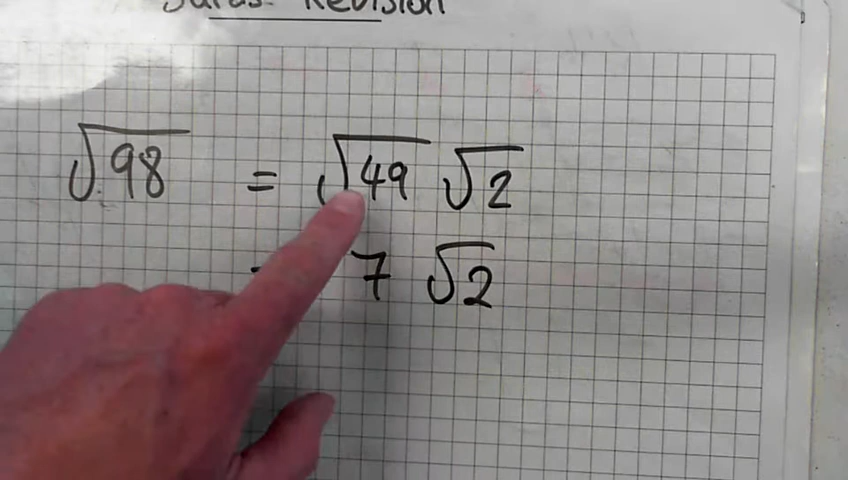 Surds Revision
√98 = √49 √2
= 7 √2